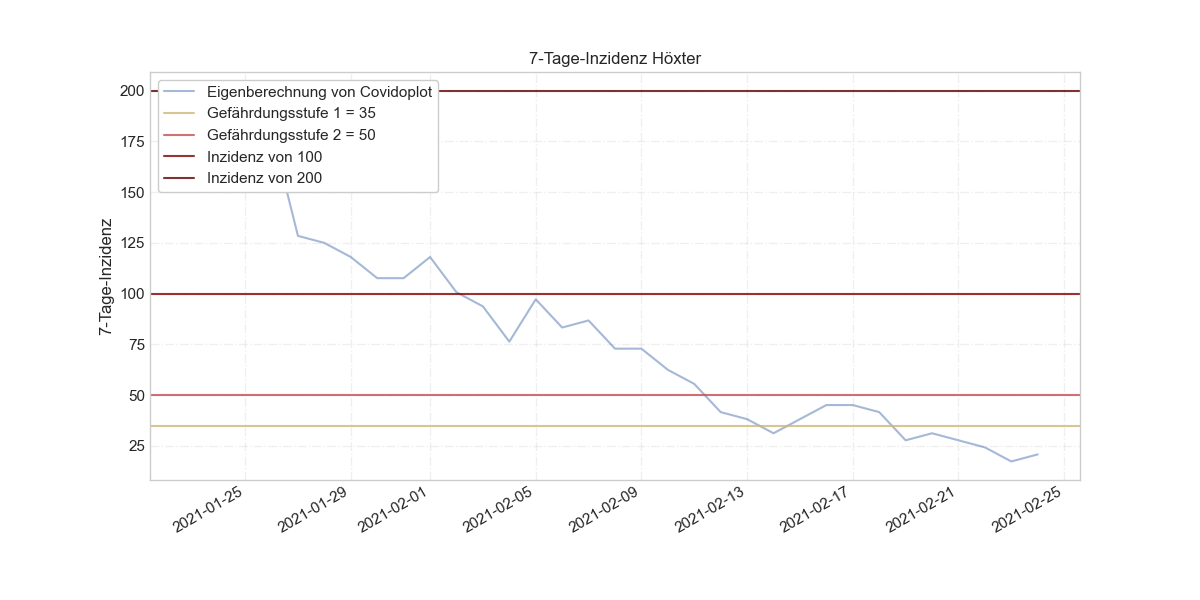 7-Tage-Inzidenz Höxter
Eigenberechnung von Covidoplot
Gefährdungsstufe 1 = 35
Gefährdungsstufe 2 = 50
Inzidenz von 100
Inzidenz von 200
7-Tage-Inzidenz
200
175
150
125
100
75
50
25
2021-01-25
2021-01-29
2021-02-01
2021-02-05
2021-02-09
2021-02-13
2021-02-17
2021-02-21
2021-02-25